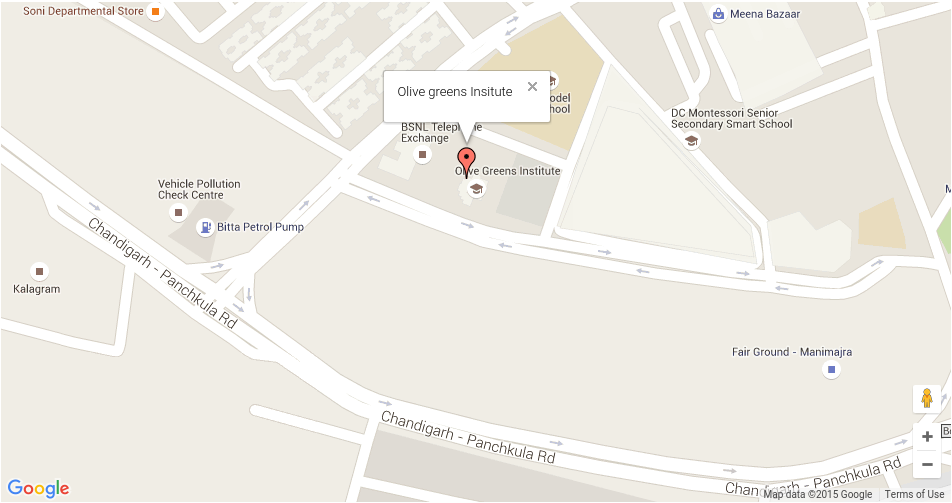 Soni Departmental Store
Meena Bazaar
Olive greens Insitute
odel
hool
BSNL Telephone
Exchange
DC Montessori Senior
Secondary Smart School
Olive Greens Institute
Vehicle Pollution
Check Centre
Bitta Petrol Pump
Chandigarh - Panchkula Rd
Kalagram
Fair Ground - Manimajra
Chandigarh - Panchkula Rd
Chandigarh - Panchkula Rd
Google
Map data ©2015 Google
Terms of Use